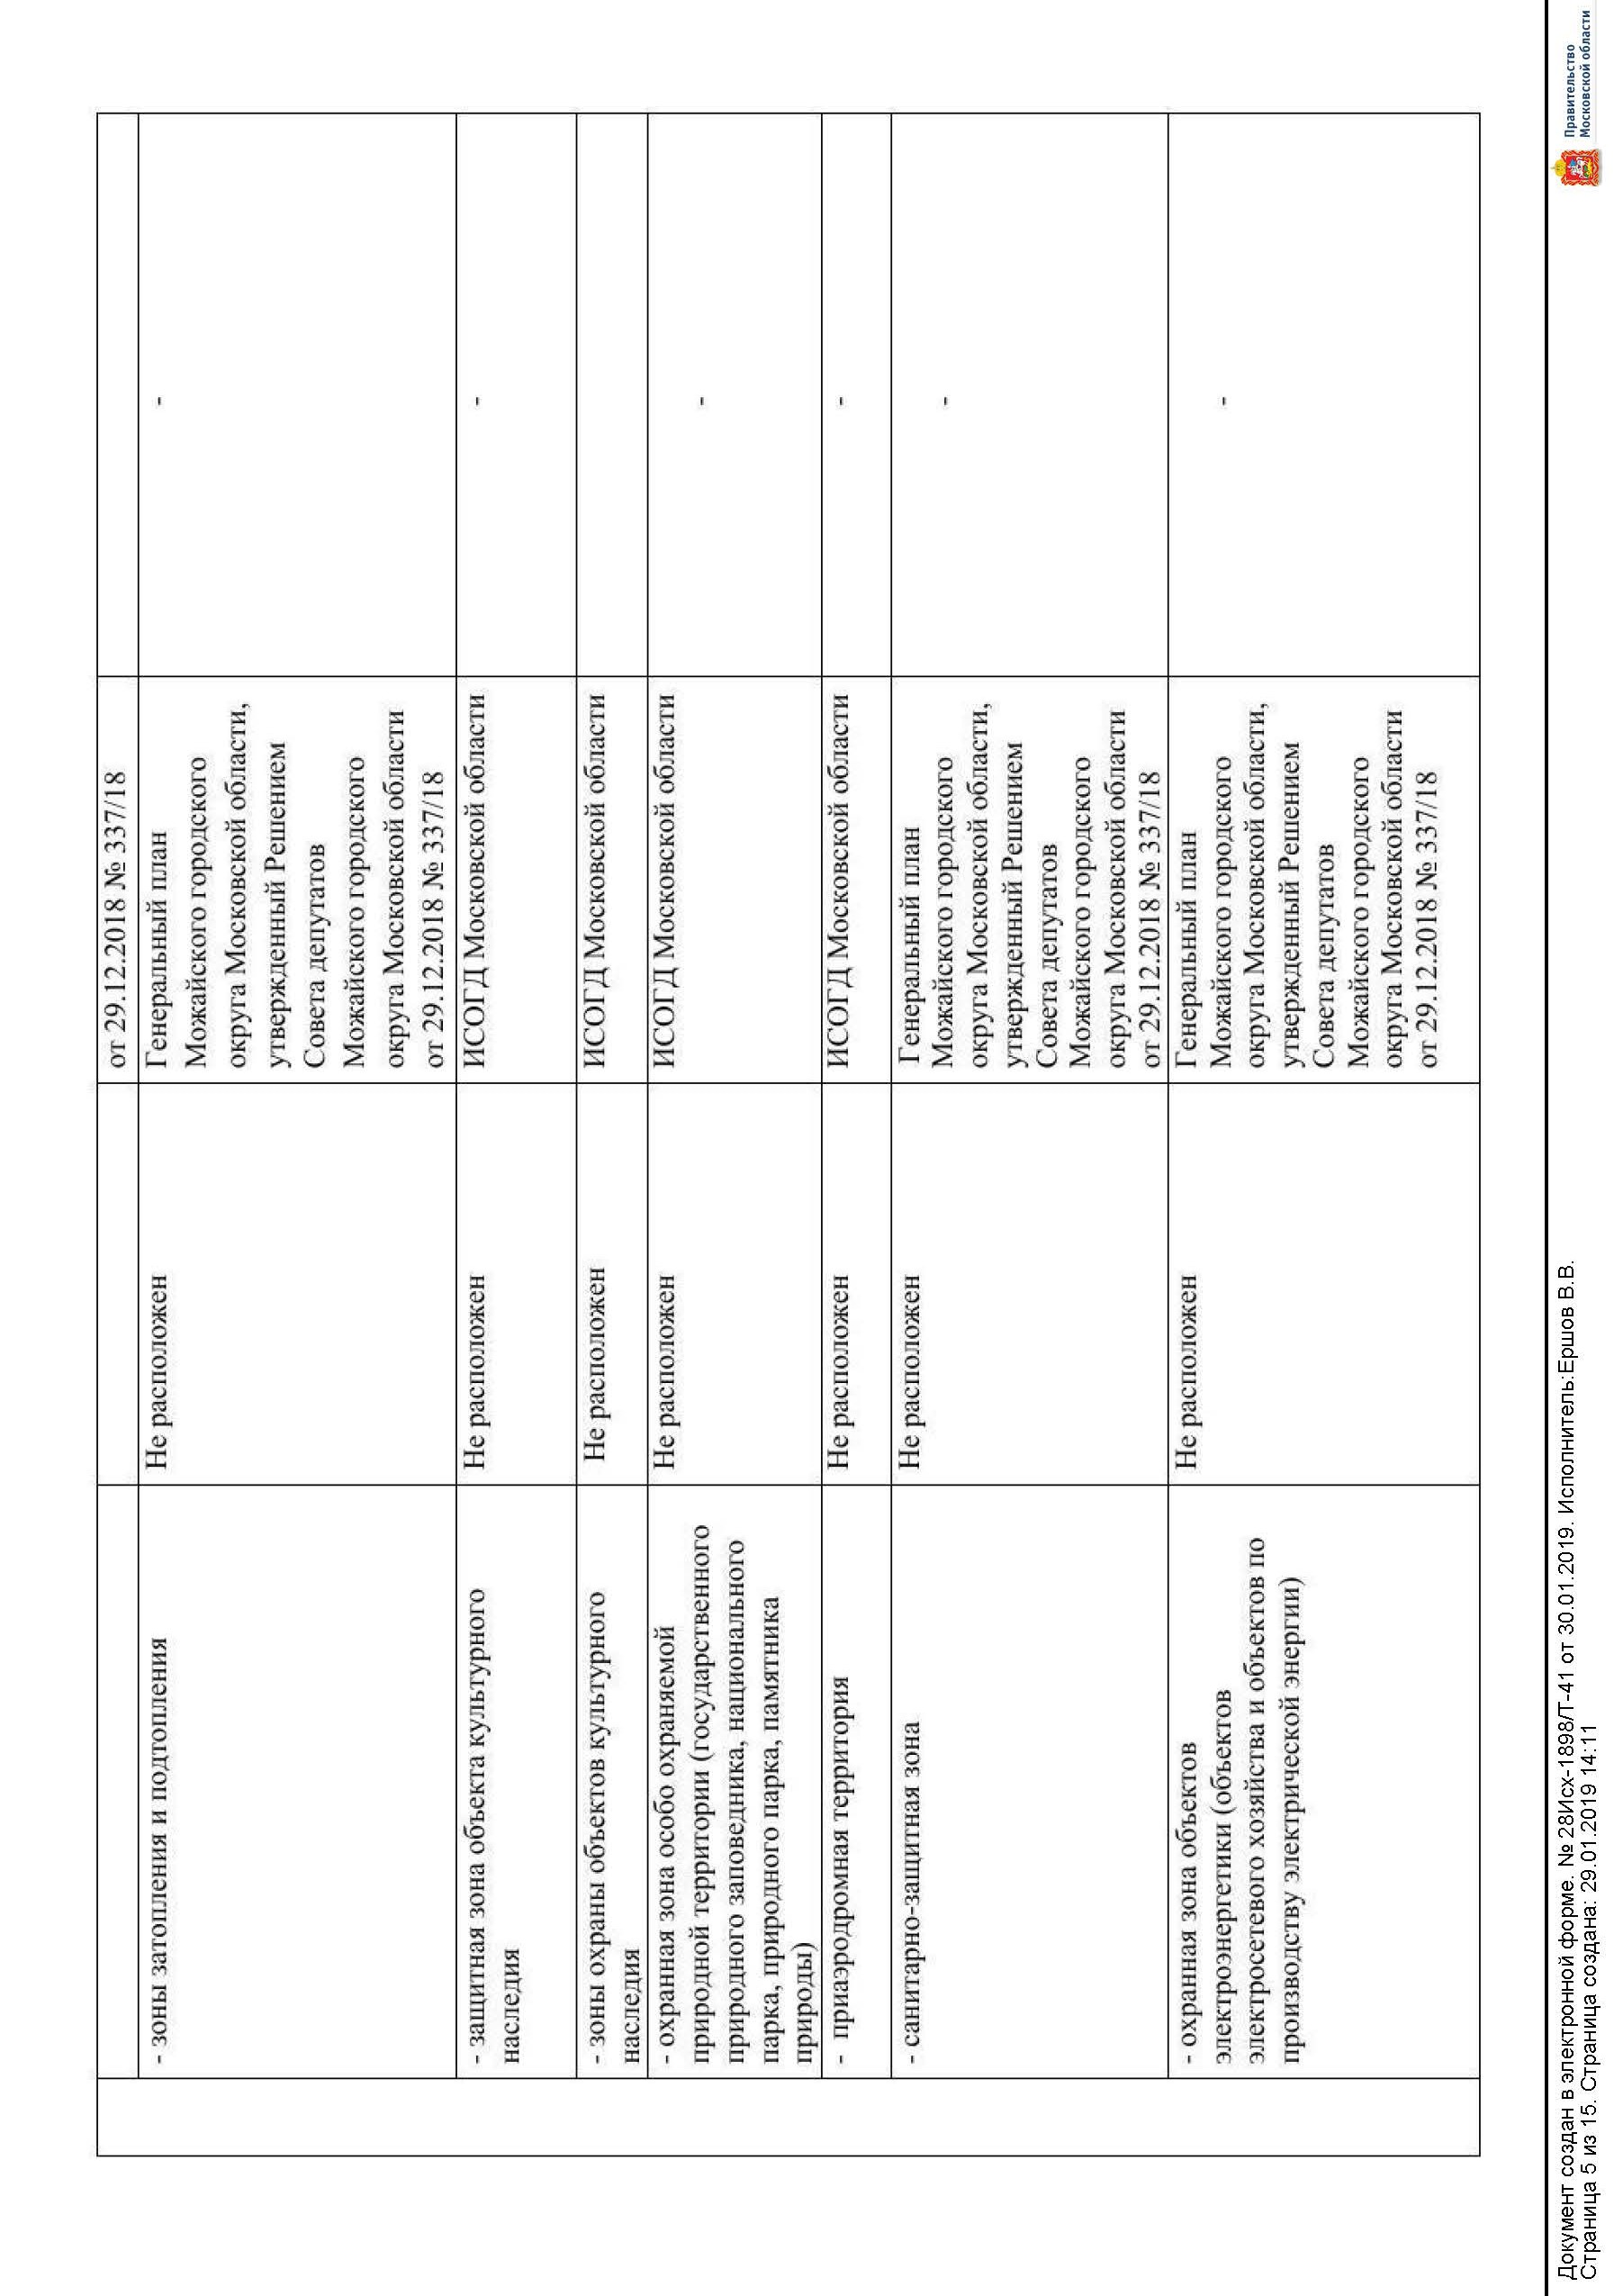 от 29.12.2018 № 337/18
- зоны затопления и подтопления
Не расположен
Генеральный план
Можайского городского
округа Московской области,
утвержденный Решением
Совета депутатов
Можайского городского
округа Московской области
от 29.12.2018 № 337/18
-
- защитная зона объекта культурного
наследия
Не расположен
ИСОГД Московской области
-
- зоны охраны объектов культурного
наследия
Не расположен
ИСОГД Московской области
- охранная зона особо охраняемой
природной территории (государственного
природного заповедника, национального
парка, природного парка, памятника
природы)
Не расположен
ИСОГД Московской области
-
- приаэродромная территория
Не расположен
ИСОГД Московской области
-
- санитарно-защитная зона
Не расположен
Генеральный план
Можайского городского
округа Московской области,
утвержденный Решением
Совета депутатов
Можайского городского
округа Московской области
от 29.12.2018 № 337/18
-
- охранная зона объектов
электроэнергетики (объектов
электросетевого хозяйства и объектов по
производству электрической энергии)
Не расположен
Генеральный план
Можайского городского
округа Московской области,
утвержденный Решением
Совета депутатов
Можайского городского
округа Московской области
от 29.12.2018 № 337/18
-
Документ создан в электронной форме. № 28Исх-1898/Т-41 от 30.01.2019. Исполнитель:Ершов В.В.
Страница 5 из 15. Страница создана: 29.01.2019 14:11
Правительство
Московской области